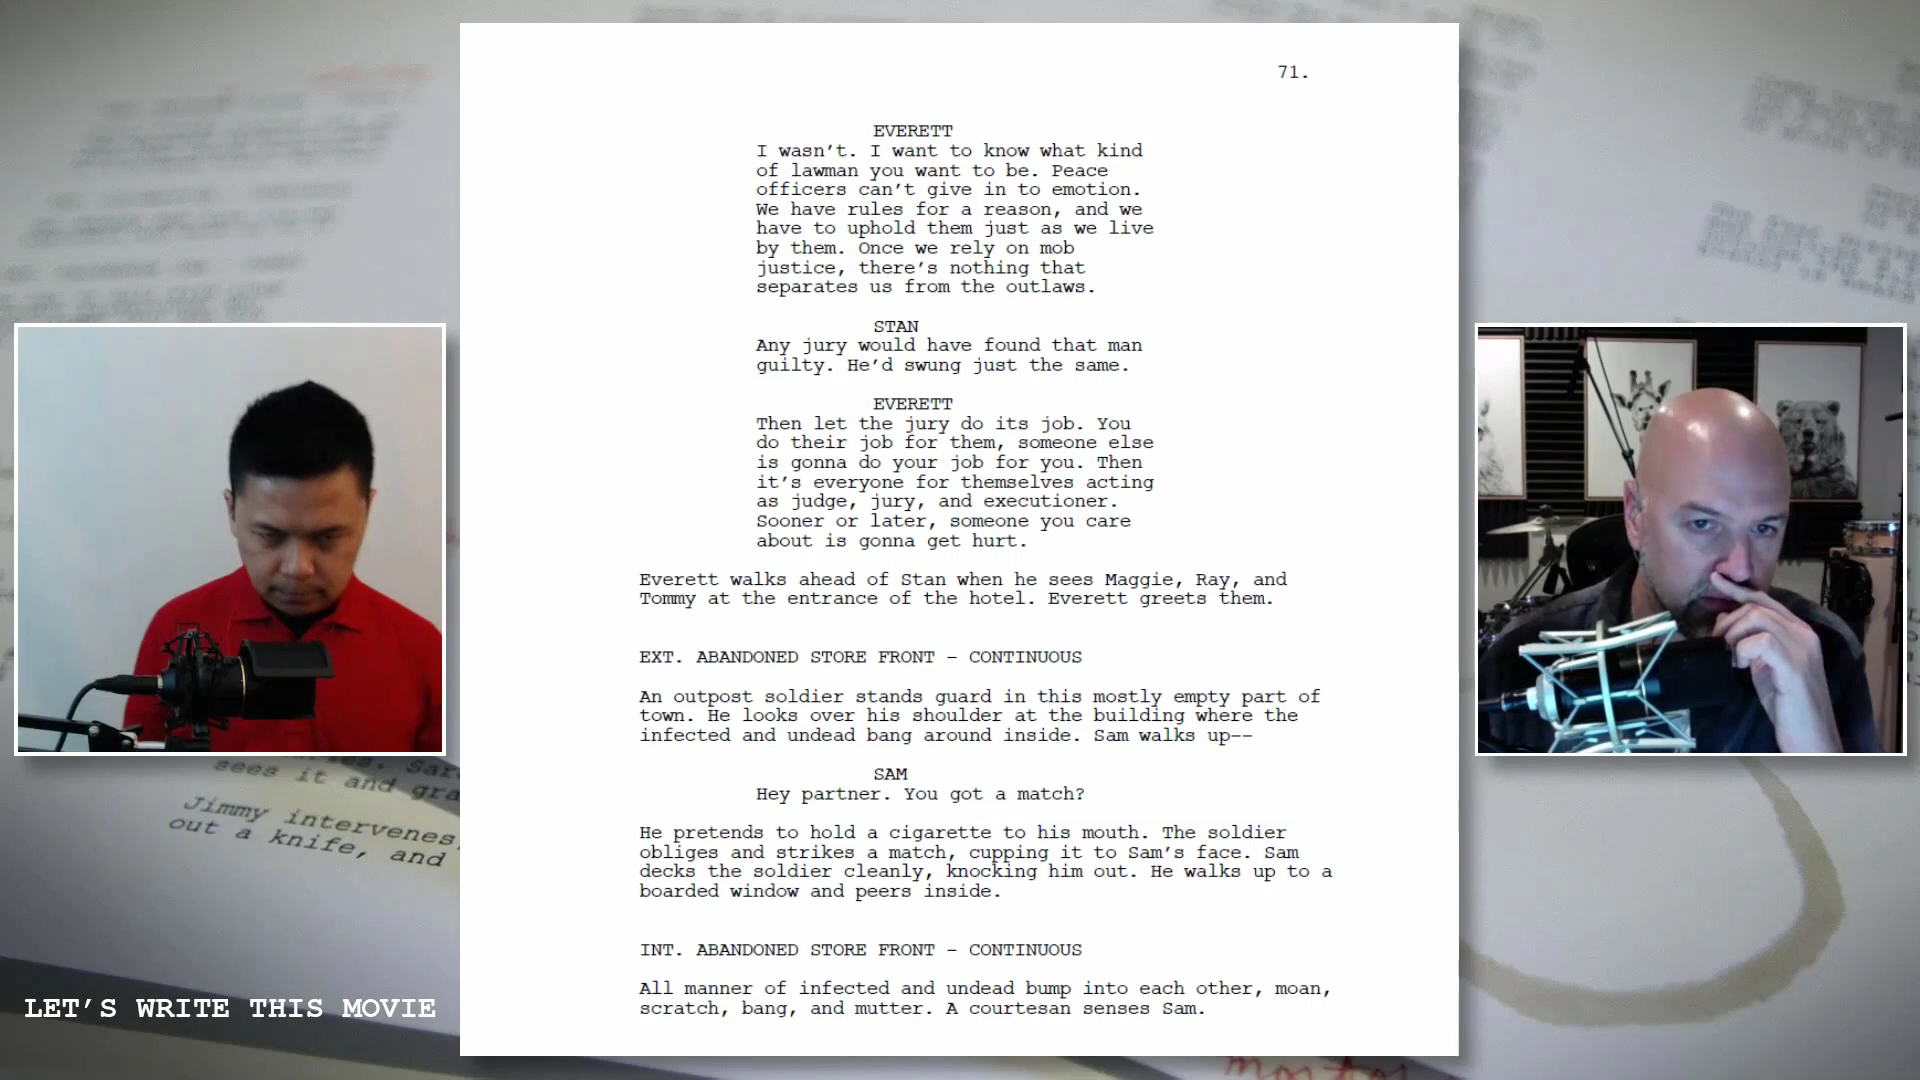 71.
EVERETT
I wasn't. I want to know what kind
of lawman you want to be. Peace
officers can't give in to emotion.
We have rules for a reason, and we
have to uphold them just as we live
by them. Once we rely on mob
justice, there's nothing that
separates us from the outlaws.
STAN
Any jury would have found that man
guilty. He'd swung just the same.
EVERETT
Then let the jury do its job. You
do their job for them, someone else
is gonna do your job for you. Then
it's everyone for themselves acting
as judge, jury, and executioner.
Sooner or later, someone you care
about is gonna get hurt.
Everett walks ahead of Stan when he sees Maggie, Ray, and
Tommy at the entrance of the hotel. Everett greets them.
EXT. ABANDONED STORE FRONT – CONTINUOUS
An outpost soldier stands guard in this mostly empty part of
town. He looks over his shoulder at the building where the
infected and undead bang around inside. Sam walks up--
SAM
Hey partner. You got a match?
He pretends to hold a cigarette to his mouth. The soldier
obliges and strikes a match, cupping it to Sam's face. Sam
decks the soldier cleanly, knocking him out. He walks up to a
boarded window and peers inside.
INT. ABANDONED STORE FRONT – CONTINUOUS
All manner of infected and undead bump into each other, moan,
scratch, bang, and mutter. A courtesan senses Sam.
sees it and gra
Jimmy intervenes,
out a knife, and
LET'S WRITE THIS MOVIE